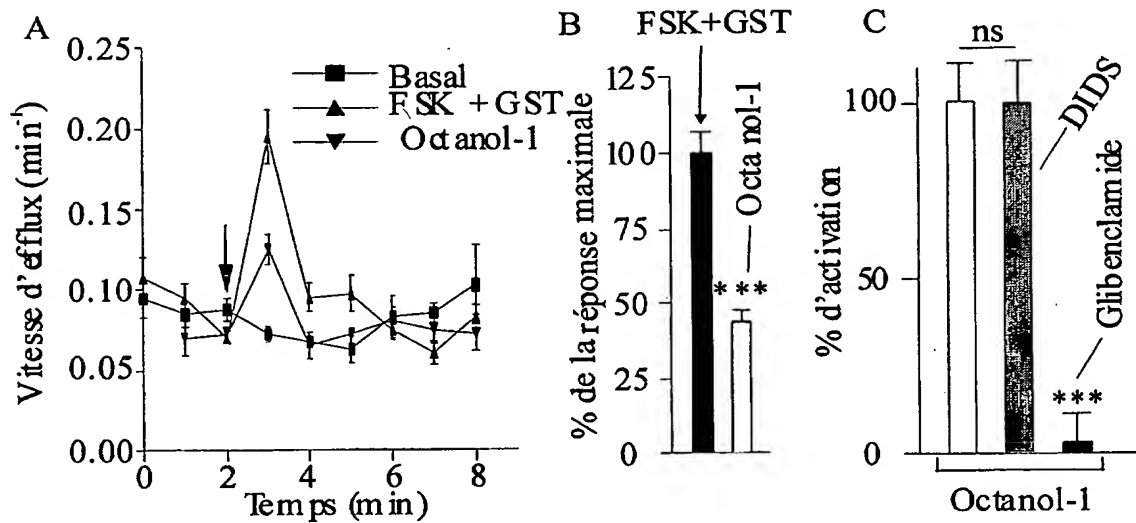 A
Vitesse d'efflux (min⁻¹)
0.25
0.20
0.15
0.10
0.05
0.00
0 2 4 6 8
Temps (min)
Basal
FSK + GST
Octanol-1
B
FSK+GST
% de la réponse maximale
125
100
75
50
25
0
Octanol-1
***
C
ns
% d'activation
100
50
0
DIDS
Glibenclamide
***
Octanol-1